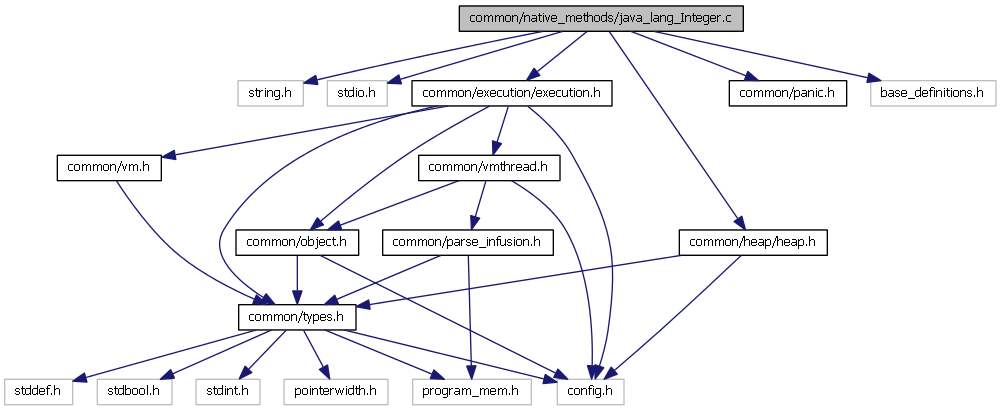 common/native_methods/java_lang_Integer.c
string.h
stdio.h
common/execution/execution.h
common/panic.h
base_definitions.h
common/vm.h
common/vmthread.h
common/object.h
common/parse_infusion.h
common/heap/heap.h
common/types.h
stddef.h
stdbool.h
stdint.h
pointerwidth.h
program_mem.h
config.h